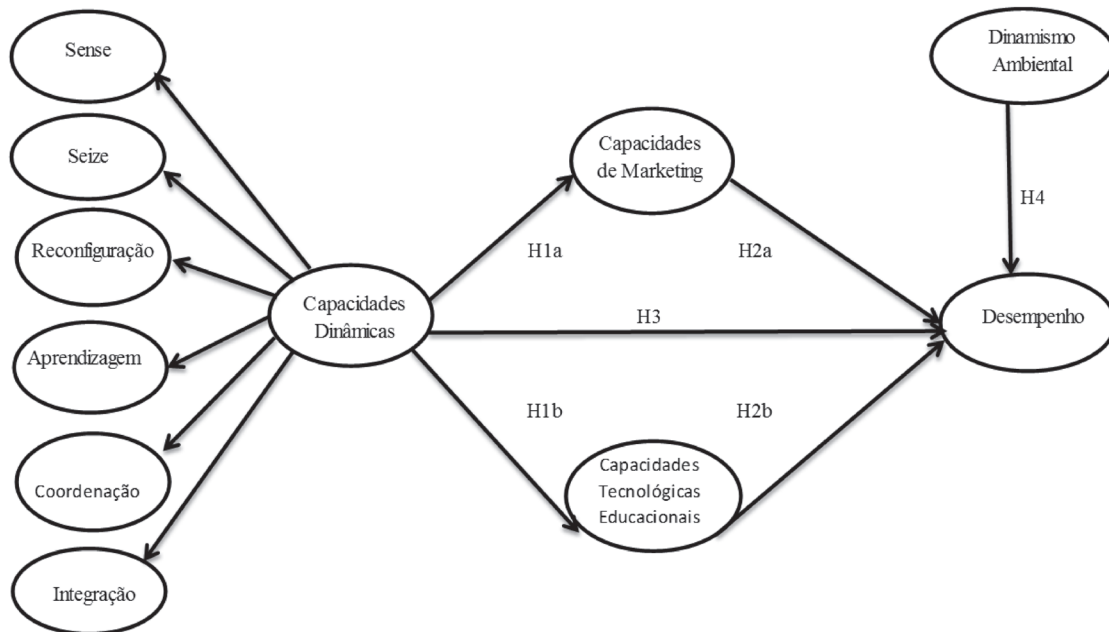 Sense
Seize
Reconfiguração
Aprendizagem
Coordenação
Integração
Capacidades
Dinâmicas
H1a
H1b
Capacidades
de Marketing
H3
Capacidades
Tecnológicas
Educacionais
H2a
H2b
Dinamismo
Ambiental
H4
Desempenho